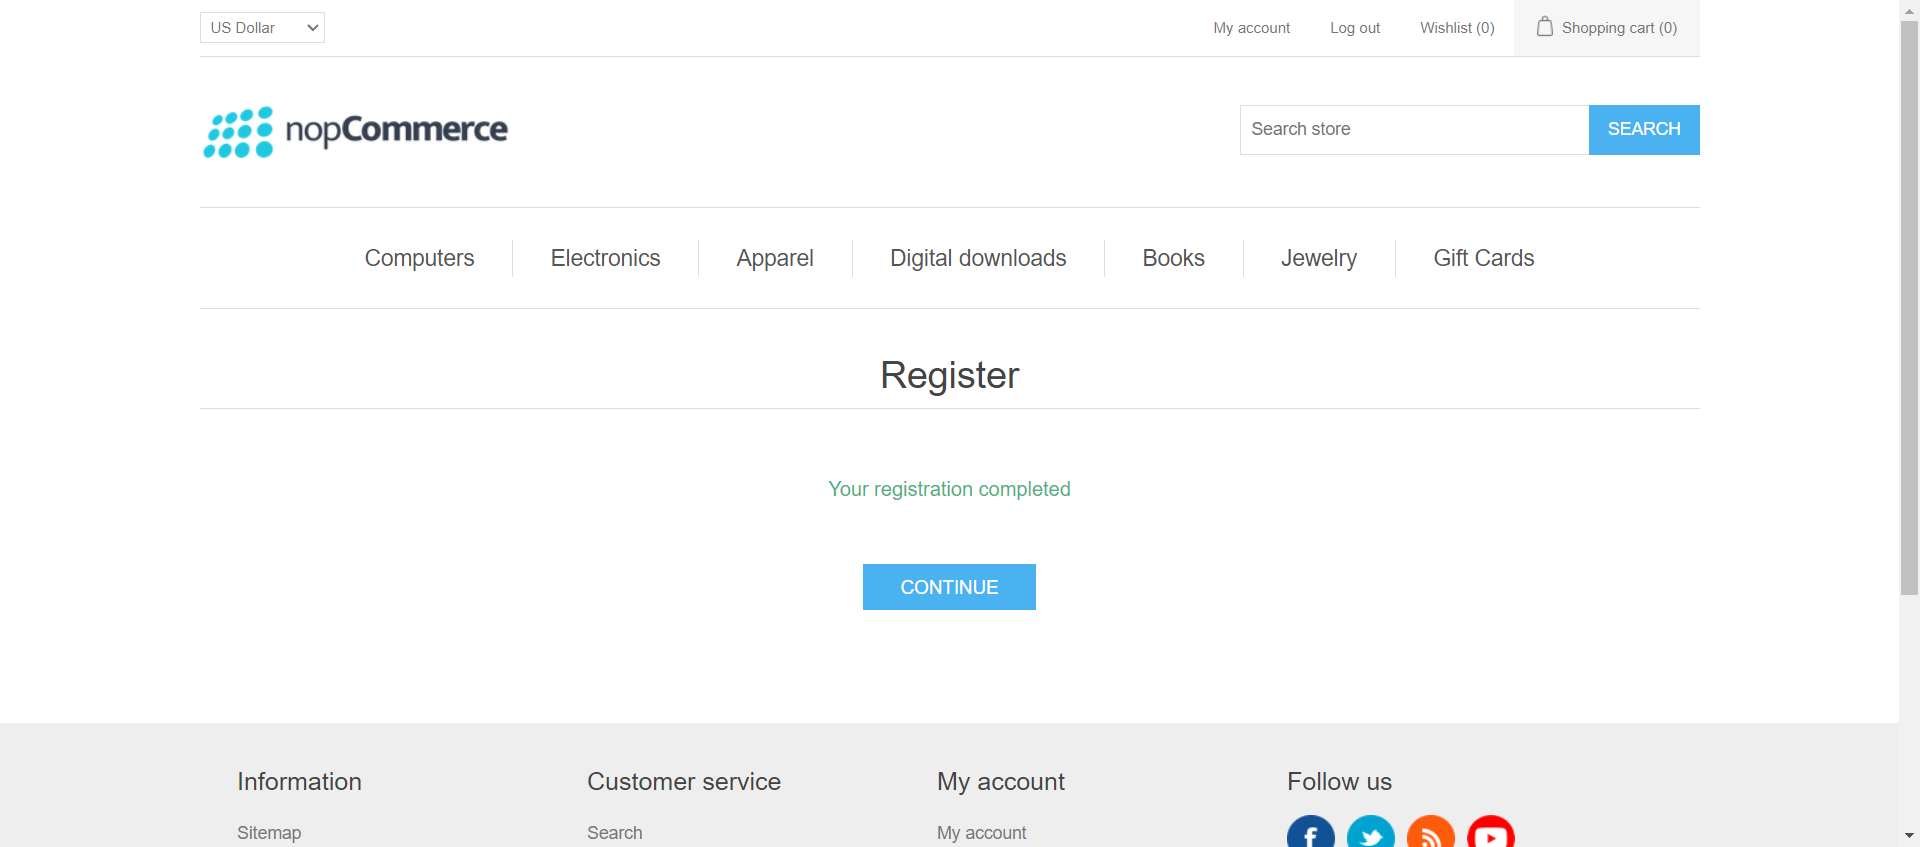 US Dollar
My account
Log out
Wishlist (0)
Shopping cart (0)
nopCommerce
Search store
SEARCH
Computers
Electronics
Apparel
Digital downloads
Books
Jewelry
Gift Cards
Register
Your registration completed
CONTINUE
Information
Customer service
My account
Follow us
Sitemap
Search
My account